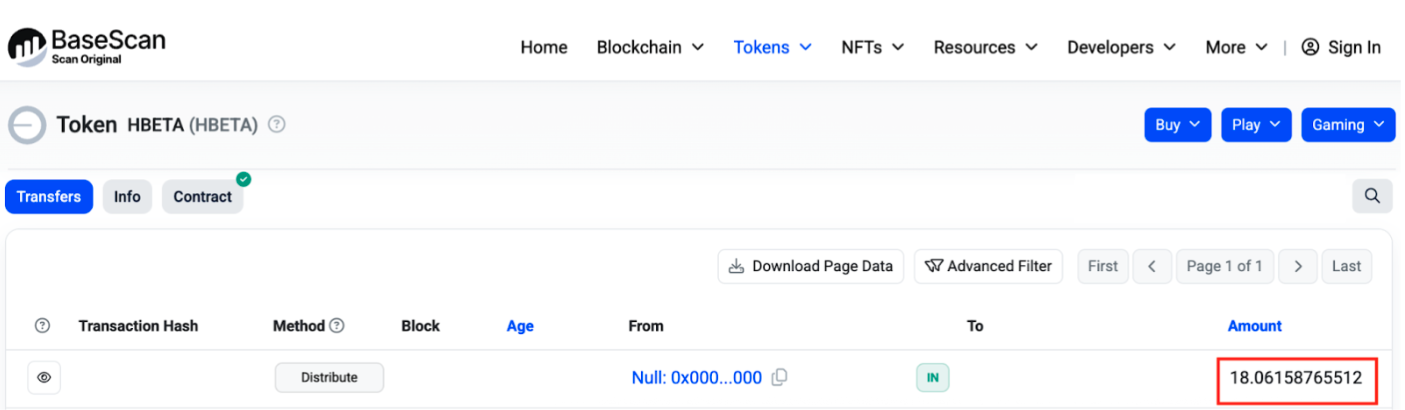 BaseScan
Scan Original
Home Blockchain Tokens NFTs Resources Developers More | Sign In
Token HBETA (HBETA) ?
Buy Play Gaming
Transfers Info Contract
Download Page Data Advanced Filter First < Page 1 of 1 > Last
? Transaction Hash Method ? Block Age From To Amount
Distribute Null: 0x000...000 IN 18.06158765512